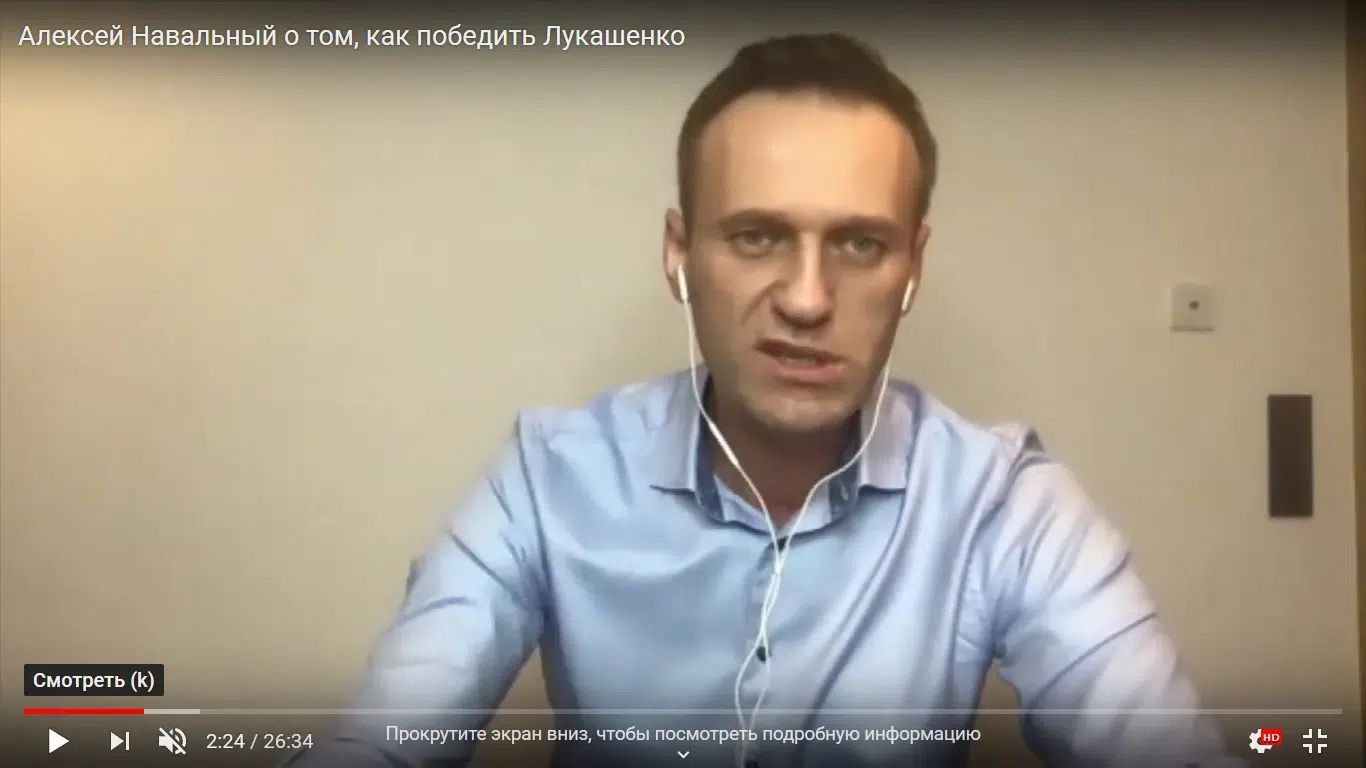 Алексей Навальный о том, как победить Лукашенко
Смотреть (k)
2:24 / 26:34
Прокрутите экран вниз, чтобы посмотреть подробную информацию
HD